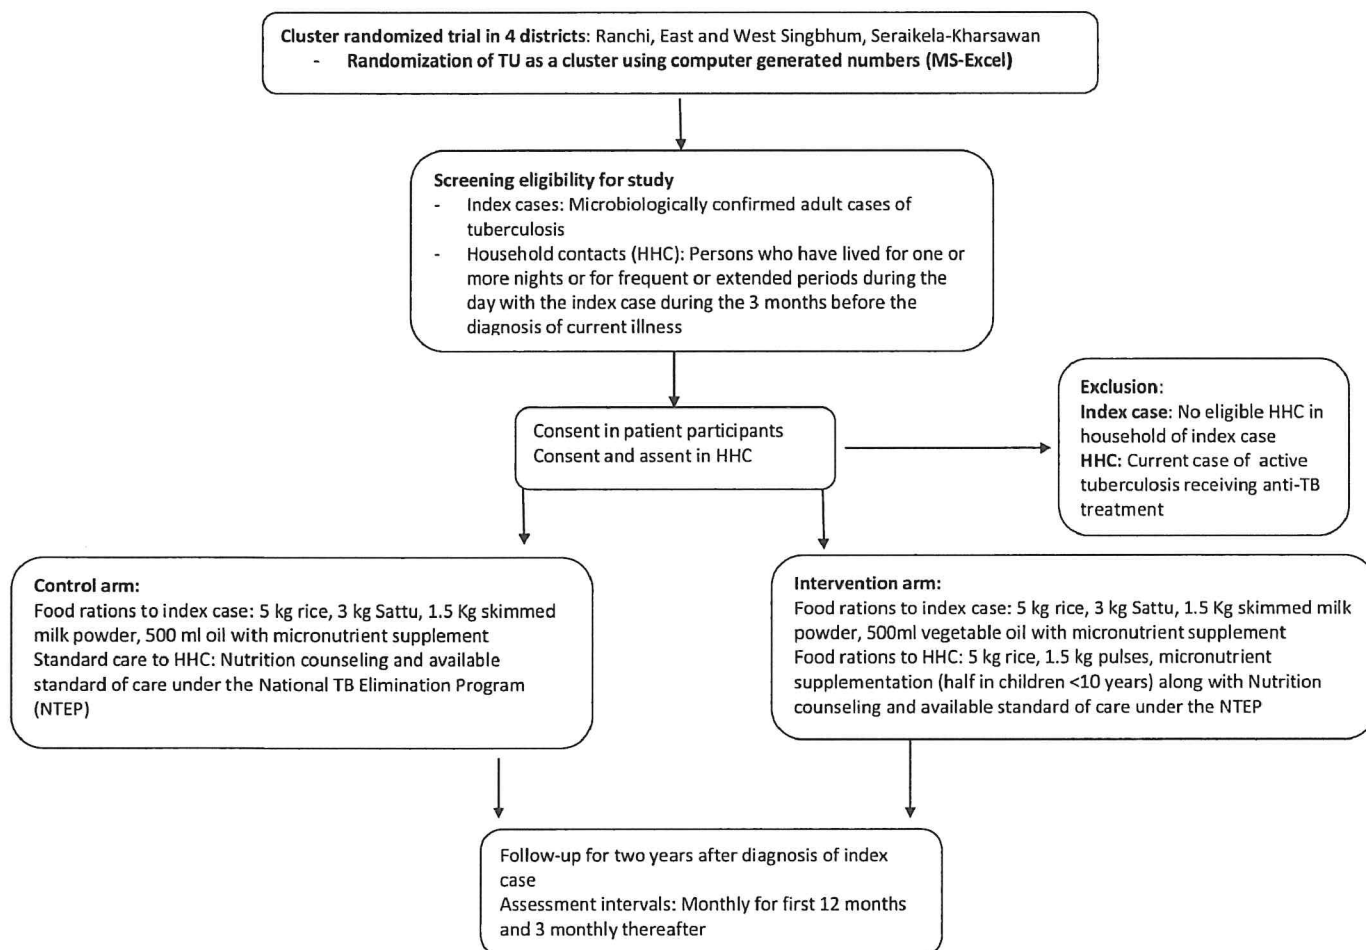 Cluster randomized trial in 4 districts: Ranchi, East and West Singbhum, Seraikela-Kharsawan
- Randomization of TU as a cluster using computer generated numbers (MS-Excel)
Screening eligibility for study
- Index cases: Microbiologically confirmed adult cases of
tuberculosis
- Household contacts (HHC): Persons who have lived for one or
more nights or for frequent or extended periods during the
day with the index case during the 3 months before the
diagnosis of current illness
Consent in patient participants
Consent and assent in HHC
Exclusion:
Index case: No eligible HHC in
household of index case
HHC: Current case of active
tuberculosis receiving anti-TB
treatment
Control arm:
Food rations to index case: 5 kg rice, 3 kg Sattu, 1.5 Kg skimmed
milk powder, 500 ml oil with micronutrient supplement
Standard care to HHC: Nutrition counseling and available
standard of care under the National TB Elimination Program
(NTEP)
Intervention arm:
Food rations to index case: 5 kg rice, 3 kg Sattu, 1.5 Kg skimmed milk
powder, 500ml vegetable oil with micronutrient supplement
Food rations to HHC: 5 kg rice, 1.5 kg pulses, micronutrient
supplementation (half in children <10 years) along with Nutrition
counseling and available standard of care under the NTEP
Follow-up for two years after diagnosis of index
case
Assessment intervals: Monthly for first 12 months
and 3 monthly thereafter